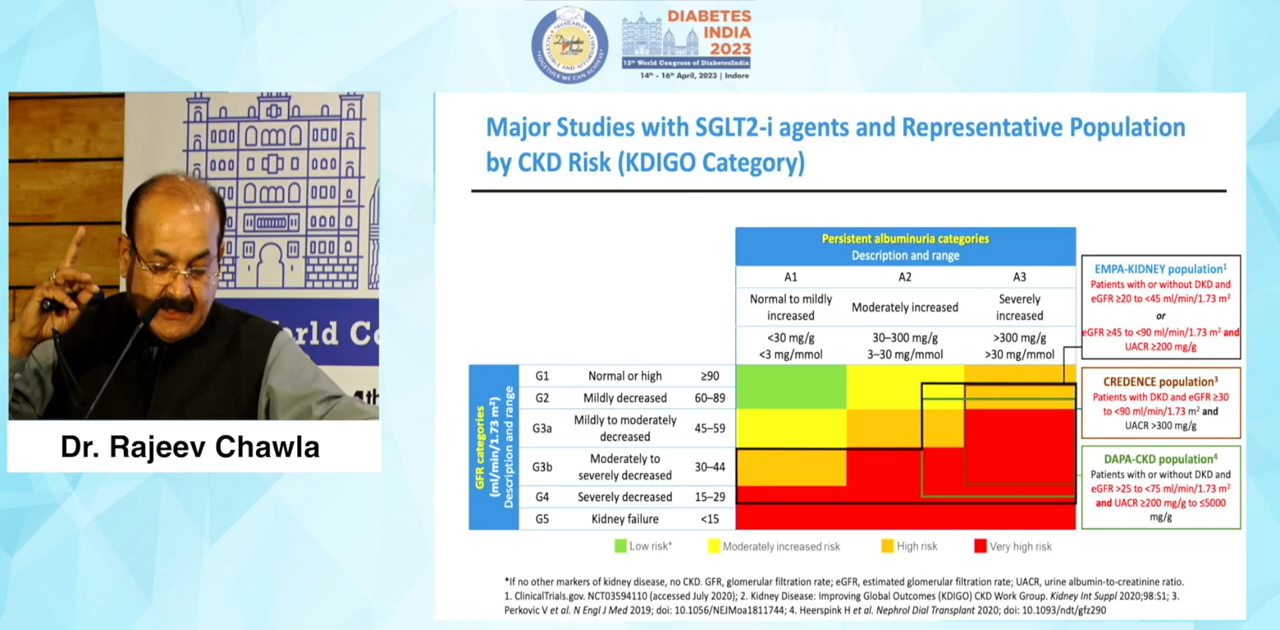 "AVAILABLE"
Diabetes
India
"TOGETHER WE CAN ACHIEVE"
DIABETES
INDIA
2023
13th World Congress of DiabetesIndia
14th - 16th April, 2023 | Indore
Major Studies with SGLT2-i agents and Representative Population
by CKD Risk (KDIGO Category)
Persistent albuminuria categories
Description and range
A1 A2 A3
Normal to mildly
increased
Moderately increased
Severely
increased
<30 mg/g
<3 mg/mmol
30–300 mg/g
3–30 mg/mmol
>300 mg/g
>30 mg/mmol
GFR categories
(ml/min/1.73 m²)
Description and range
G1 Normal or high ≥90
G2 Mildly decreased 60–89
G3a Mildly to moderately
decreased 45–59
G3b Moderately to
severely decreased 30–44
G4 Severely decreased 15–29
G5 Kidney failure <15
EMPA-KIDNEY population¹
Patients with or without DKD and
eGFR ≥20 to <45 ml/min/1.73 m²
or
eGFR ≥45 to <90 ml/min/1.73 m² and
UACR ≥200 mg/g
CREDENCE population³
Patients with DKD and eGFR ≥30
to <90 ml/min/1.73 m² and
UACR >300 mg/g
DAPA-CKD population⁴
Patients with or without DKD and
eGFR >25 to <75 ml/min/1.73 m²
and UACR ≥200 mg/g to ≤5000
mg/g
Low risk* Moderately increased risk High risk Very high risk
*If no other markers of kidney disease, no CKD. GFR, glomerular filtration rate; eGFR, estimated glomerular filtration rate; UACR, urine albumin-to-creatinine ratio.
1. ClinicalTrials.gov. NCT03594110 (accessed July 2020); 2. Kidney Disease: Improving Global Outcomes (KDIGO) CKD Work Group. Kidney Int Suppl 2020;98:S1; 3.
Perkovic V et al. N Engl J Med 2019; doi: 10.1056/NEJMoa1811744; 4. Heerspink H et al. Nephrol Dial Transplant 2020; doi: 10.1093/ndt/gfz290
rld Co
4th
Dr. Rajeev Chawla